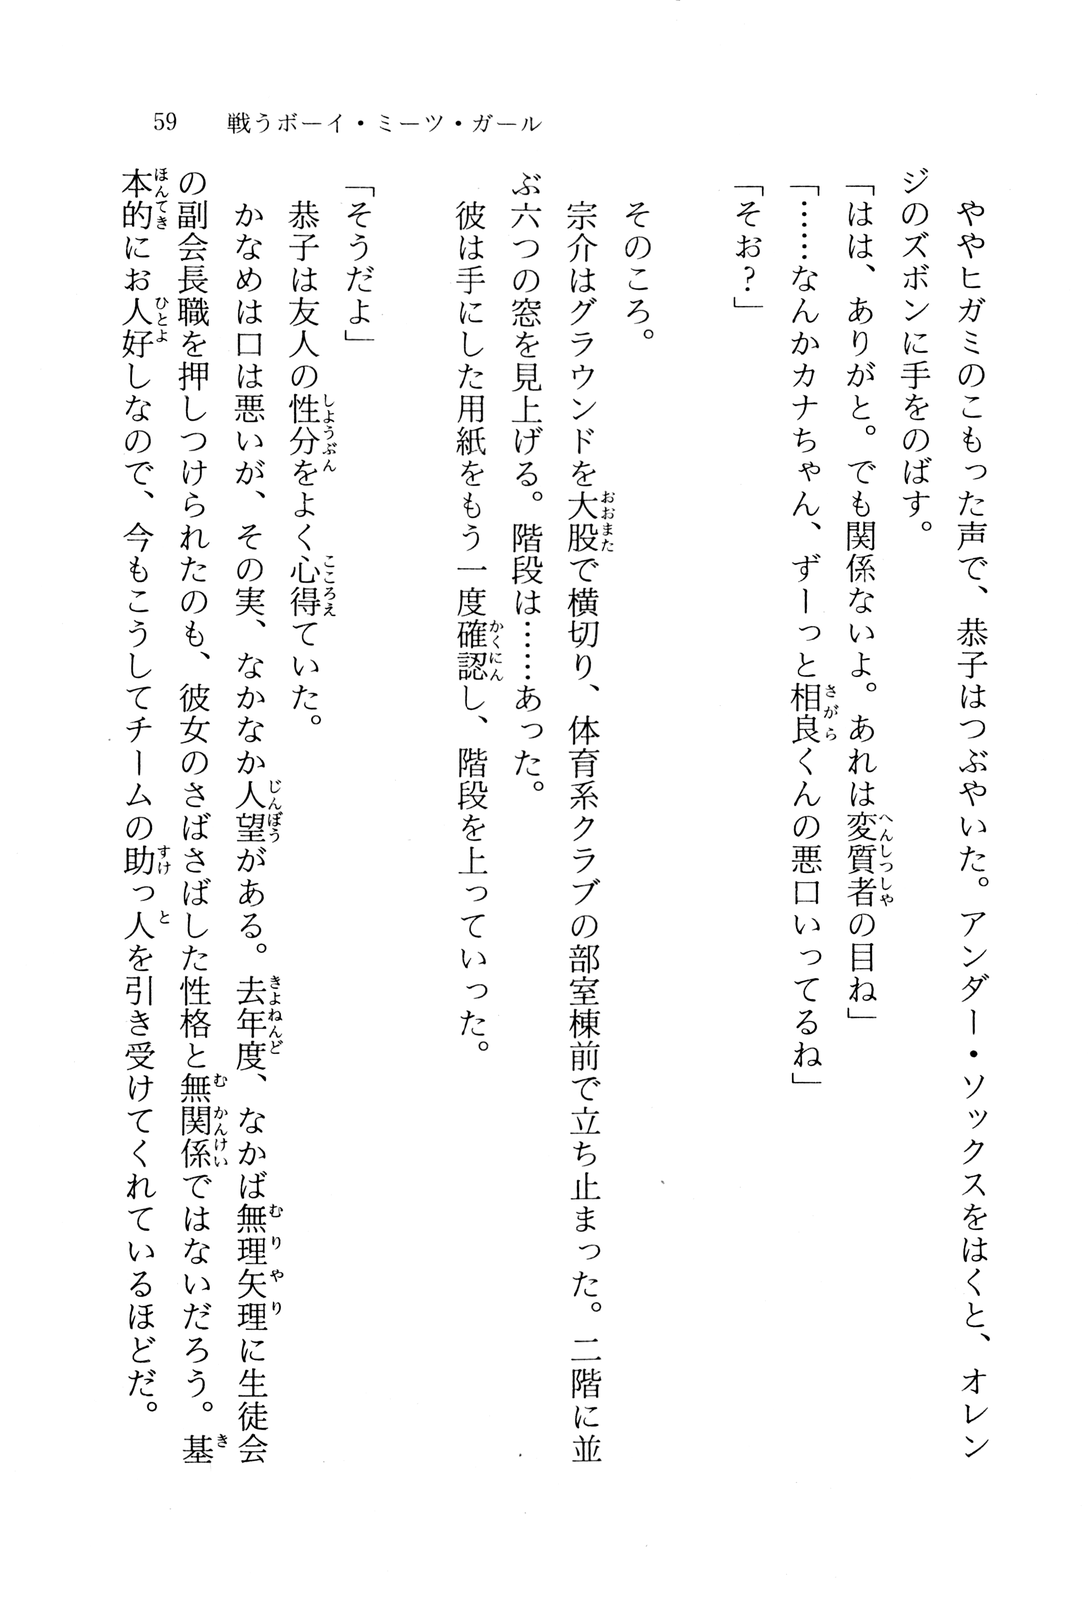 59 戦うボーイ・ミーツ・ガール
ややヒガミのこもった声で、恭子はつぶやいた。アンダー・ソックスをはくと、オレン
ジのズボンに手をのばす。
「はは、ありがと。でも関係ないよ。あれは変質者の目ね」
「……なんかカナちゃん、ずーっと相良くんの悪口いってるね」
「そお？」
そのころ。
宗介はグラウンドを大股で横切り、体育系クラブの部室棟前で立ち止まった。二階に並
ぶ六つの窓を見上げる。階段は……あった。
彼は手にした用紙をもう一度確認し、階段を上っていった。
「そうだよ」
恭子は友人の性分をよく心得ていた。
かなめは口は悪いが、その実、なかなか人望がある。去年度、なかば無理矢理に生徒会
の副会長職を押しつけられたのも、彼女のさばさばした性格と無関係ではないだろう。基
本的にお人好しなので、今もこうしてチームの助っ人を引き受けてくれているほどだ。